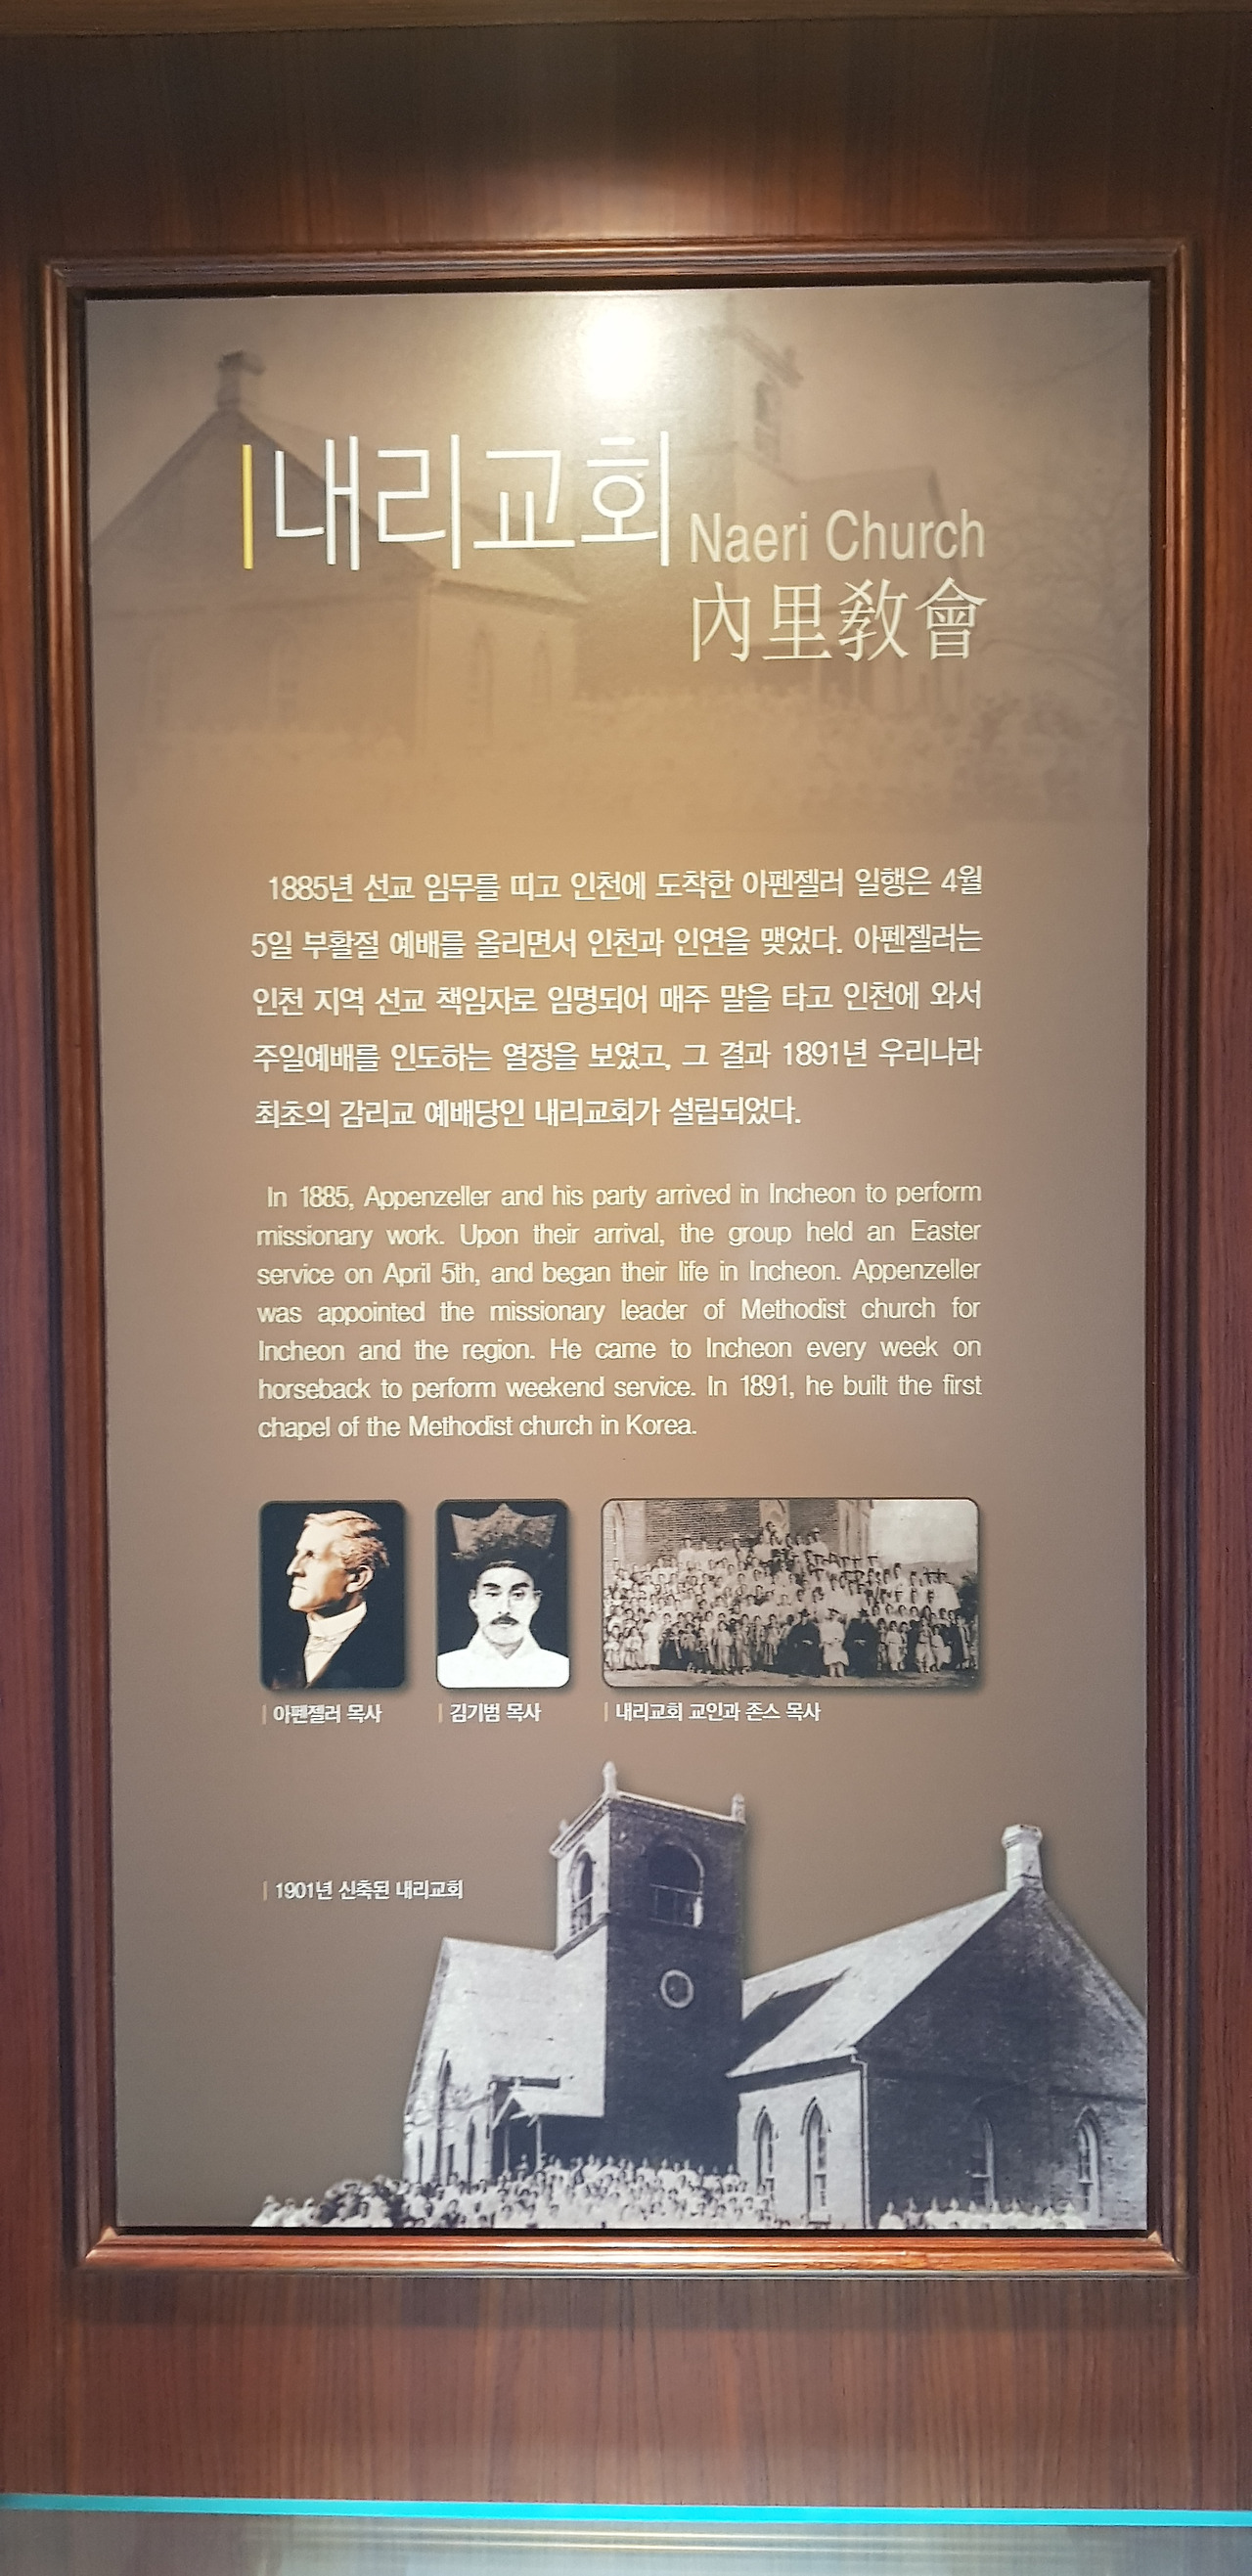 내리교회 Naeri Church
內里敎會
1885년 선교 임무를 띠고 인천에 도착한 아펜젤러 일행은 4월
5일 부활절 예배를 올리면서 인천과 인연을 맺었다. 아펜젤러는
인천 지역 선교 책임자로 임명되어 매주 말을 타고 인천에 와서
주일예배를 인도하는 열정을 보였고, 그 결과 1891년 우리나라
최초의 감리교 예배당인 내리교회가 설립되었다.
In 1885, Appenzeller and his party arrived in Incheon to perform
missionary work. Upon their arrival, the group held an Easter
service on April 5th, and began their life in Incheon. Appenzeller
was appointed the missionary leader of Methodist church for
Incheon and the region. He came to Incheon every week on
horseback to perform weekend service. In 1891, he built the first
chapel of the Methodist church in Korea.
아펜젤러 목사
김기범 목사
내리교회 교인과 존스 목사
1901년 신축된 내리교회